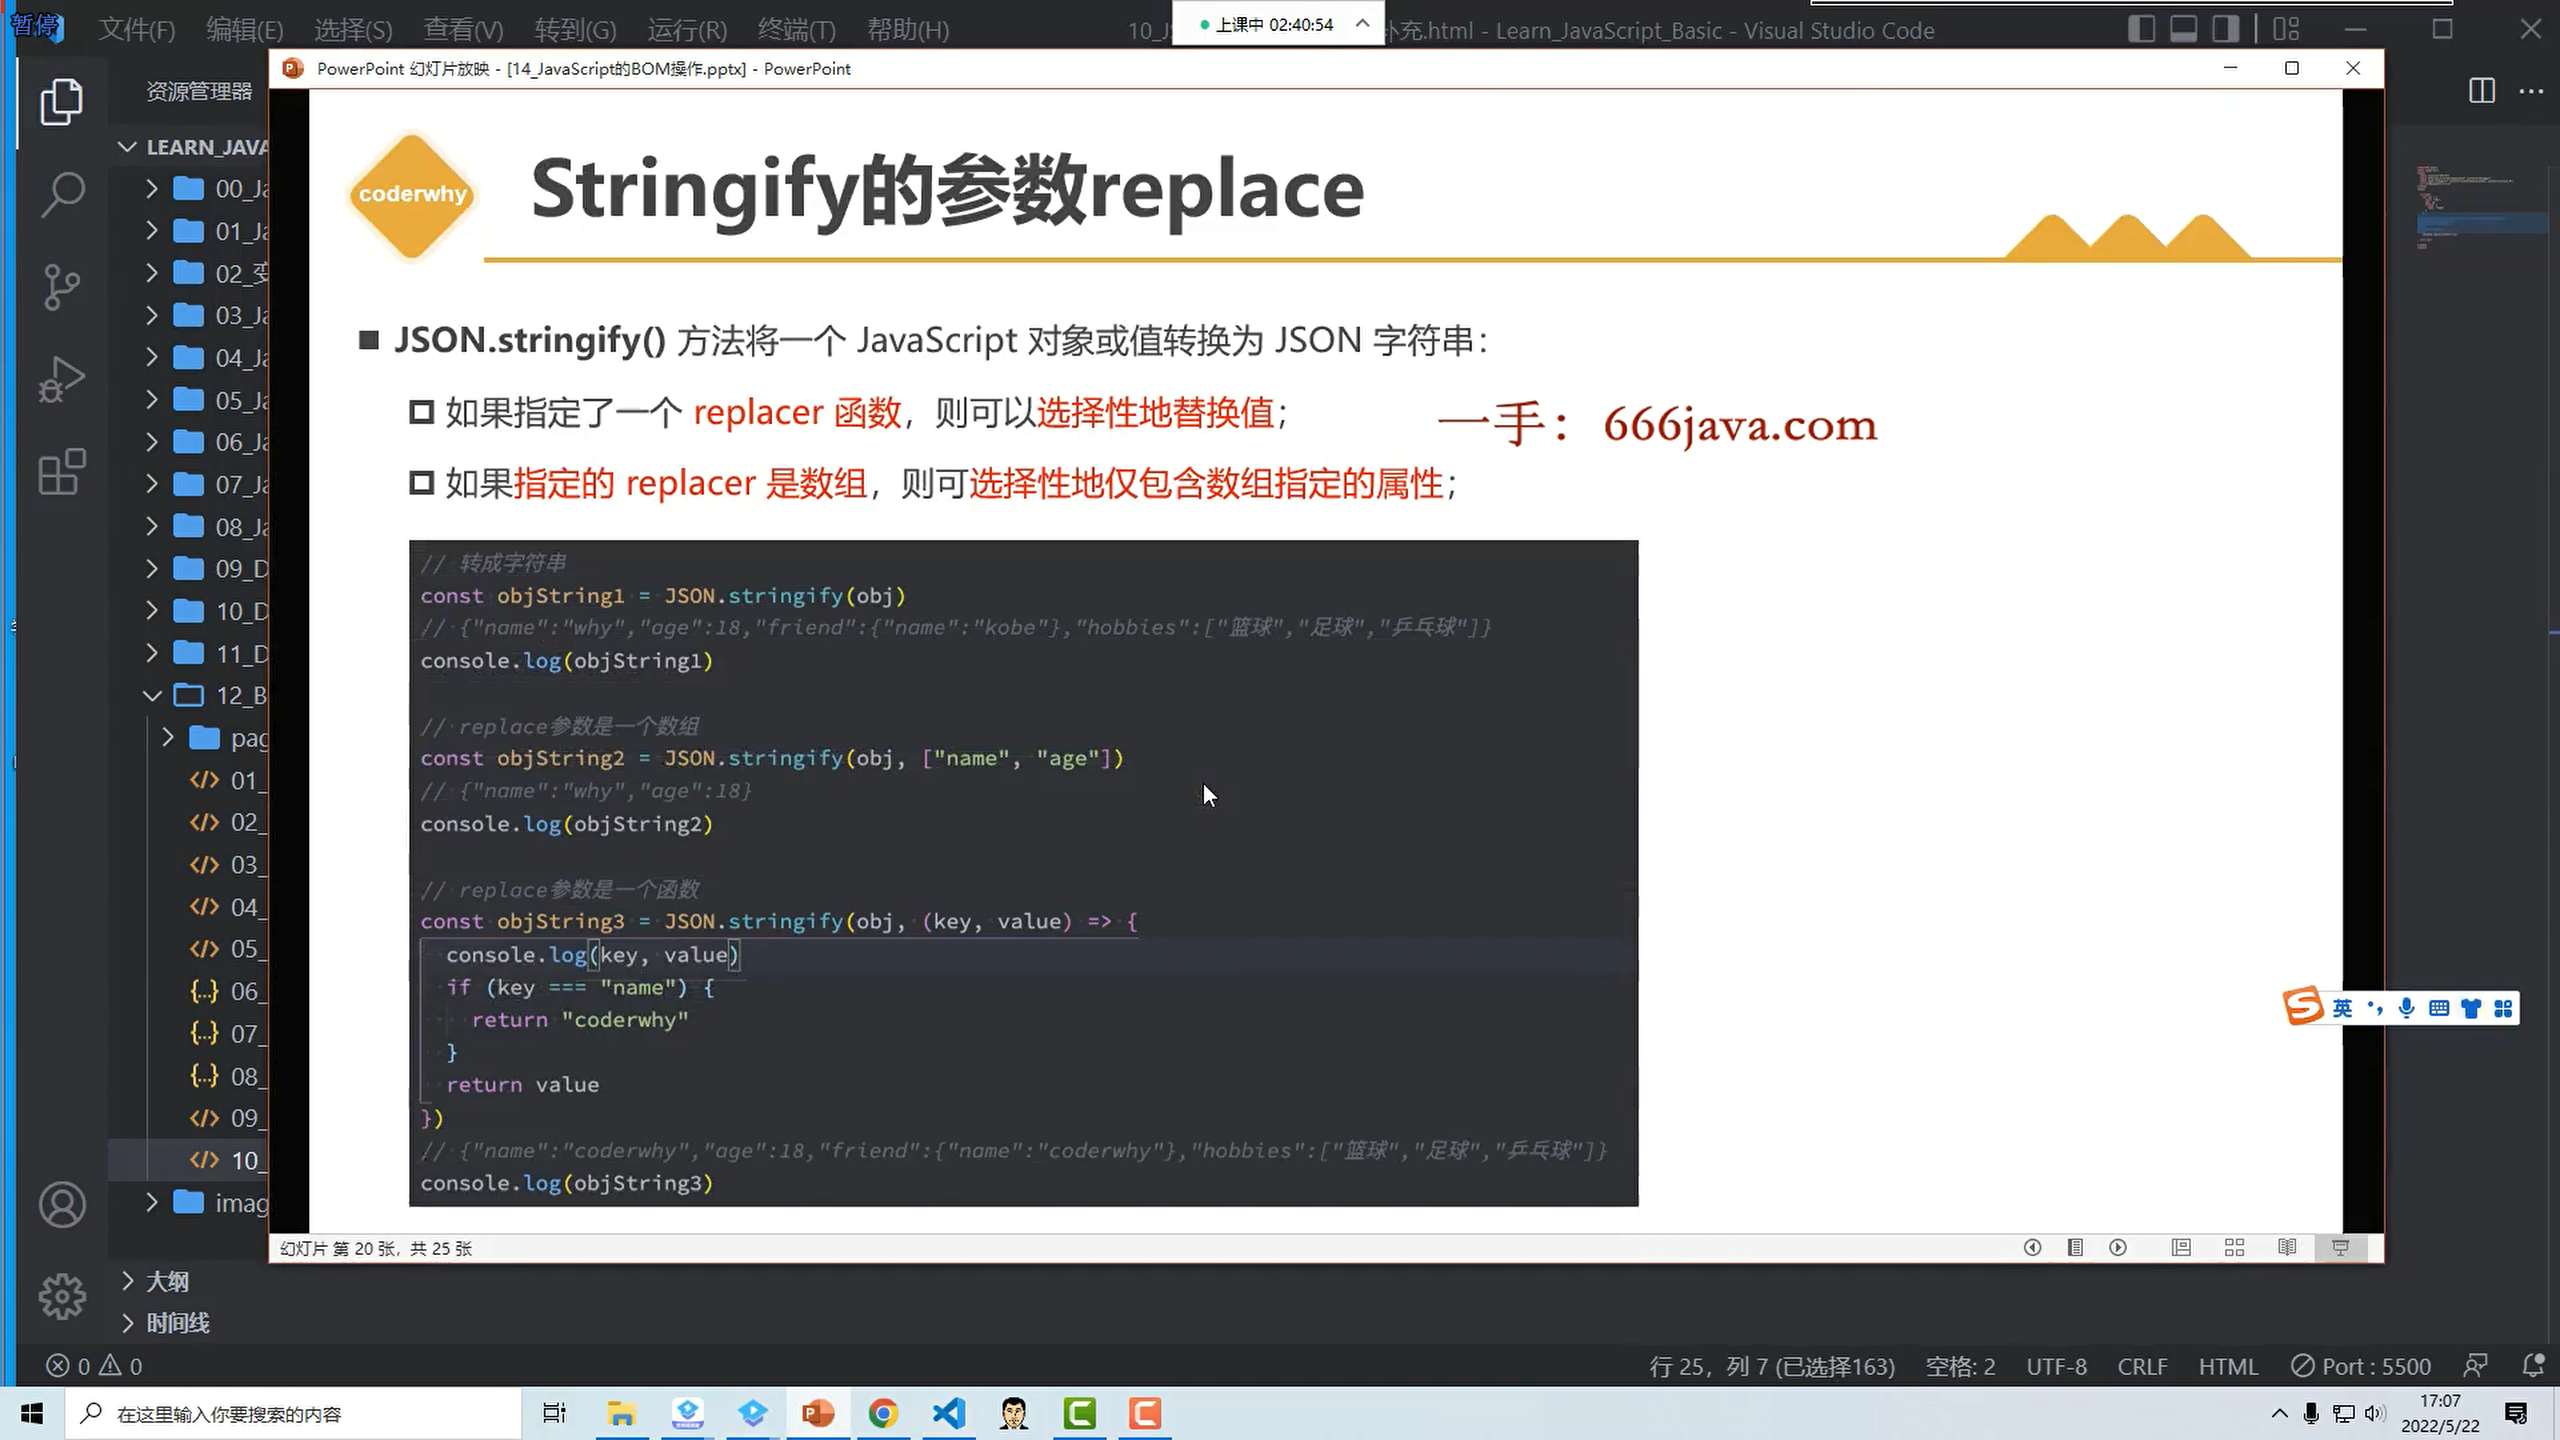 暂停
文件(F) 编辑(E) 选择(S) 查看(V) 转到(G) 运行(R) 终端(T) 帮助(H)
上课中 02:40:54
补充.html - Learn_JavaScript_Basic - Visual Studio Code
PowerPoint 幻灯片放映 - [14_JavaScript的BOM操作.pptx] - PowerPoint
资源管理器
LEARN_JAVA
00_Ja
01_Ja
02_变
03_Ja
04_Ja
05_Ja
06_Ja
07_Ja
08_Ja
09_D
10_D
11_D
12_B
pag
01_
02_
03_
04_
05_
06_
07_
08_
09_
10_
imag
大纲
时间线
coderwhy
Stringify的参数replace
JSON.stringify() 方法将一个 JavaScript 对象或值转换为 JSON 字符串：
如果指定了一个 replacer 函数，则可以选择性地替换值；
一手：666java.com
如果指定的 replacer 是数组，则可选择性地仅包含数组指定的属性；
// 转成字符串
const objString1 = JSON.stringify(obj)
// {"name":"why","age":18,"friend":{"name":"kobe"},"hobbies":["篮球","足球","乒乓球"]}
console.log(objString1)
// replace参数是一个数组
const objString2 = JSON.stringify(obj, ["name", "age"])
// {"name":"why","age":18}
console.log(objString2)
// replace参数是一个函数
const objString3 = JSON.stringify(obj, (key, value) => {
console.log(key, value)
if (key === "name") {
return "coderwhy"
}
return value
})
// {"name":"coderwhy","age":18,"friend":{"name":"coderwhy"},"hobbies":["篮球","足球","乒乓球"]}
console.log(objString3)
英
幻灯片 第 20 张，共 25 张
0 0
行 25，列 7 (已选择163) 空格: 2 UTF-8 CRLF HTML Port : 5500
在这里输入你要搜索的内容
17:07
2022/5/22